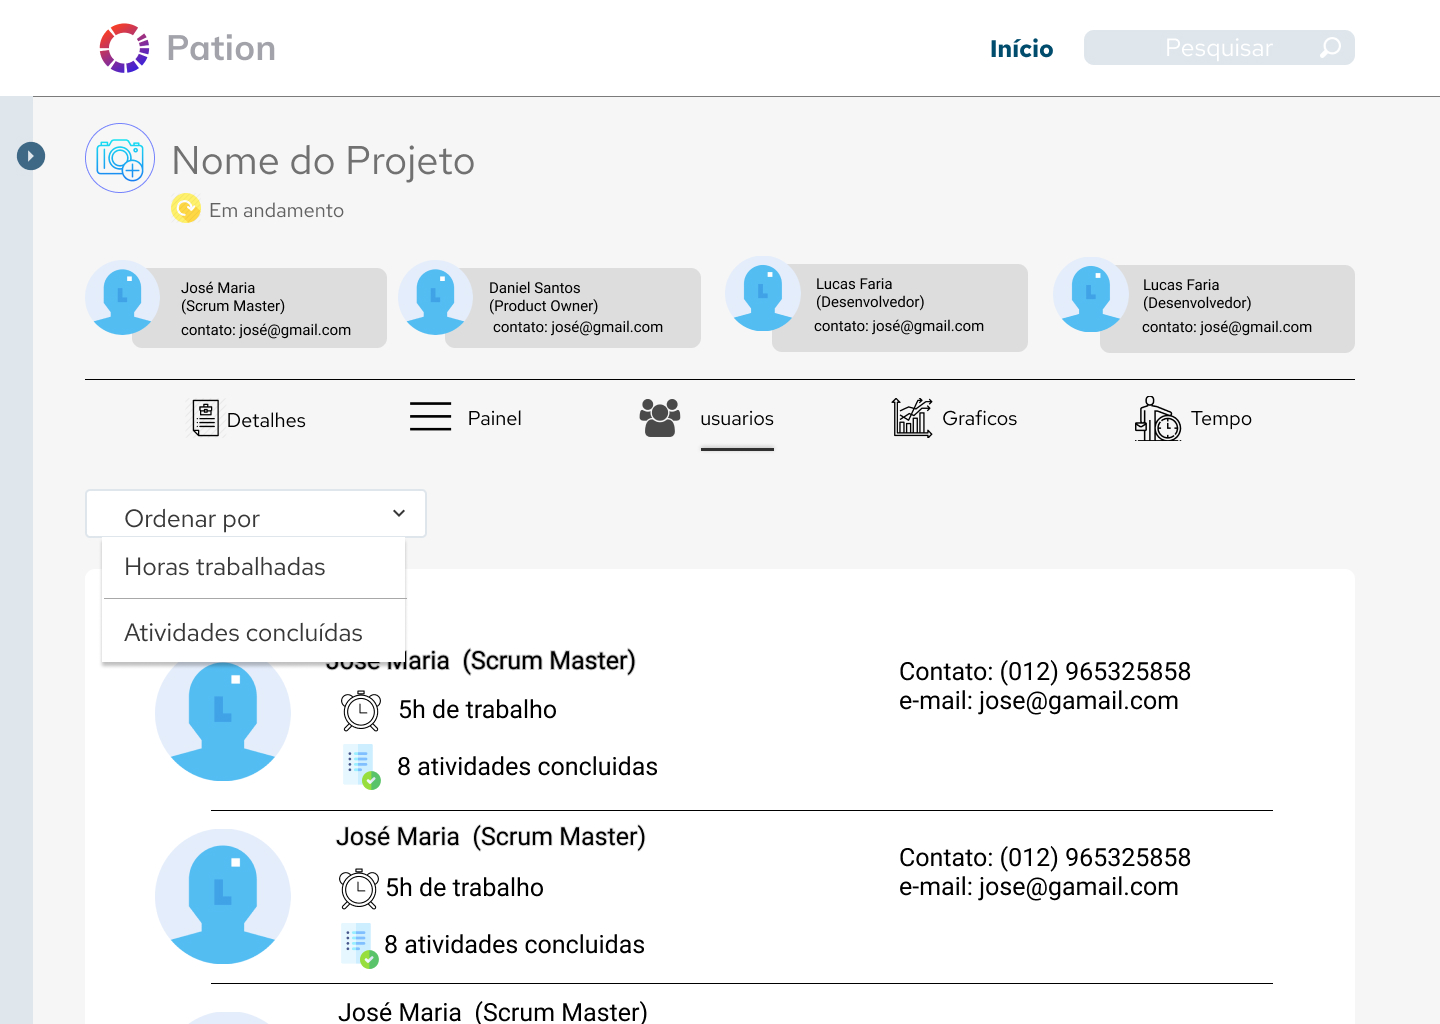 Pation
Início
Pesquisar
Nome do Projeto
Em andamento
José Maria
(Scrum Master)
contato: josé@gmail.com
Daniel Santos
(Product Owner)
contato: josé@gmail.com
Lucas Faria
(Desenvolvedor)
contato: josé@gmail.com
Lucas Faria
(Desenvolvedor)
contato: josé@gmail.com
Detalhes
Painel
usuarios
Graficos
Tempo
Ordenar por
Horas trabalhadas
Atividades concluídas
José Maria (Scrum Master)
5h de trabalho
8 atividades concluidas
Contato: (012) 965325858
e-mail: jose@gamail.com
José Maria (Scrum Master)
5h de trabalho
8 atividades concluidas
Contato: (012) 965325858
e-mail: jose@gamail.com
José Maria (Scrum Master)